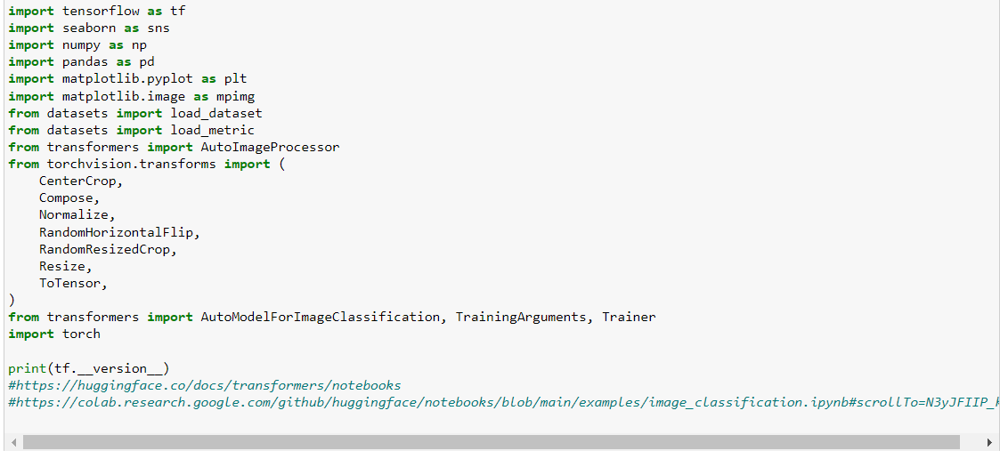 import tensorflow as tf
import seaborn as sns
import numpy as np
import pandas as pd
import matplotlib.pyplot as plt
import matplotlib.image as mpimg
from datasets import load_dataset
from datasets import load_metric
from transformers import AutoImageProcessor
from torchvision.transforms import (
    CenterCrop,
    Compose,
    Normalize,
    RandomHorizontalFlip,
    RandomResizedCrop,
    Resize,
    ToTensor,
)
from transformers import AutoModelForImageClassification, TrainingArguments, Trainer
import torch

print(tf.__version__)
#https://huggingface.co/docs/transformers/notebooks
#https://colab.research.google.com/github/huggingface/notebooks/blob/main/examples/image_classification.ipynb#scrollTo=N3yJFIIP_